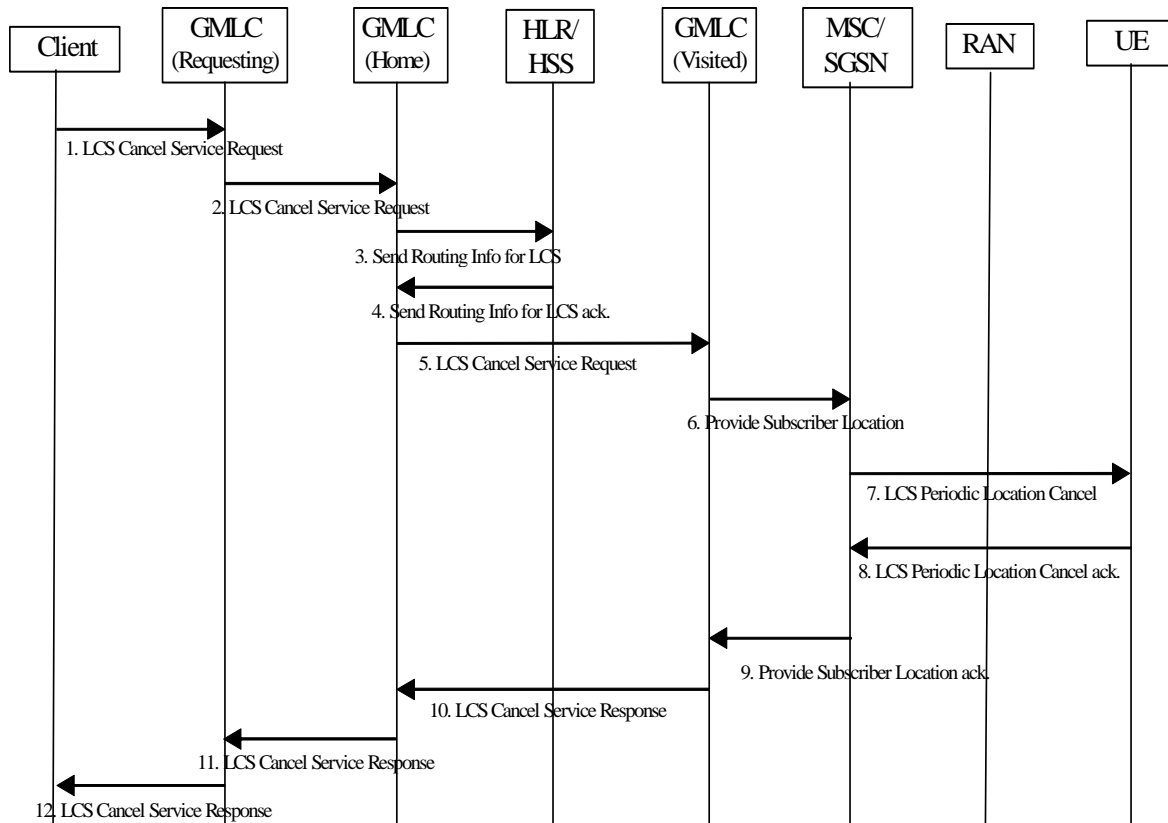 Client
GMLC
(Requesting)
GMLC
(Home)
HLR/
HSS
GMLC
(Visited)
MSC/
SGSN
RAN
UE
1. LCS Cancel Service Request
2. LCS Cancel Service Request
3. Send Routing Info for LCS
4. Send Routing Info for LCS ack.
5. LCS Cancel Service Request
6. Provide Subscriber Location
7. LCS Periodic Location Cancel
8. LCS Periodic Location Cancel ack.
9. Provide Subscriber Location ack.
10. LCS Cancel Service Response
11. LCS Cancel Service Response
12. LCS Cancel Service Response